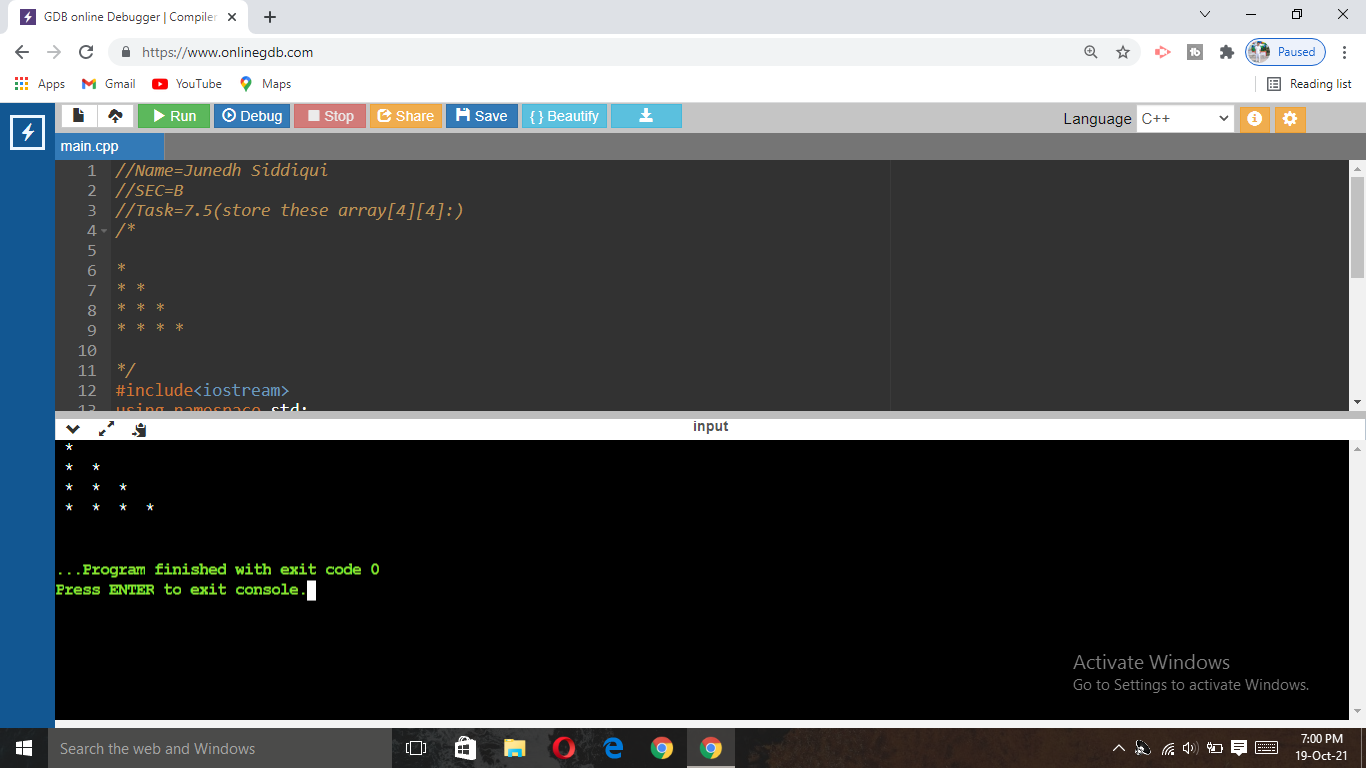 GDB online Debugger | Compiler
https://www.onlinegdb.com
Paused
Apps Gmail YouTube Maps Reading list
Run Debug Stop Share Save { } Beautify Language C++
main.cpp
1 //Name=Junedh Siddiqui
2 //SEC=B
3 //Task=7.5(store these array[4][4]:)
4 /*
5
6 *
7 * *
8 * * *
9 * * * *
10
11 */
12 #include<iostream>
13 using namespace std;
input
*
* *
* * *
* * * *
...Program finished with exit code 0
Press ENTER to exit console.
Activate Windows
Go to Settings to activate Windows.
Search the web and Windows
7:00 PM
19-Oct-21